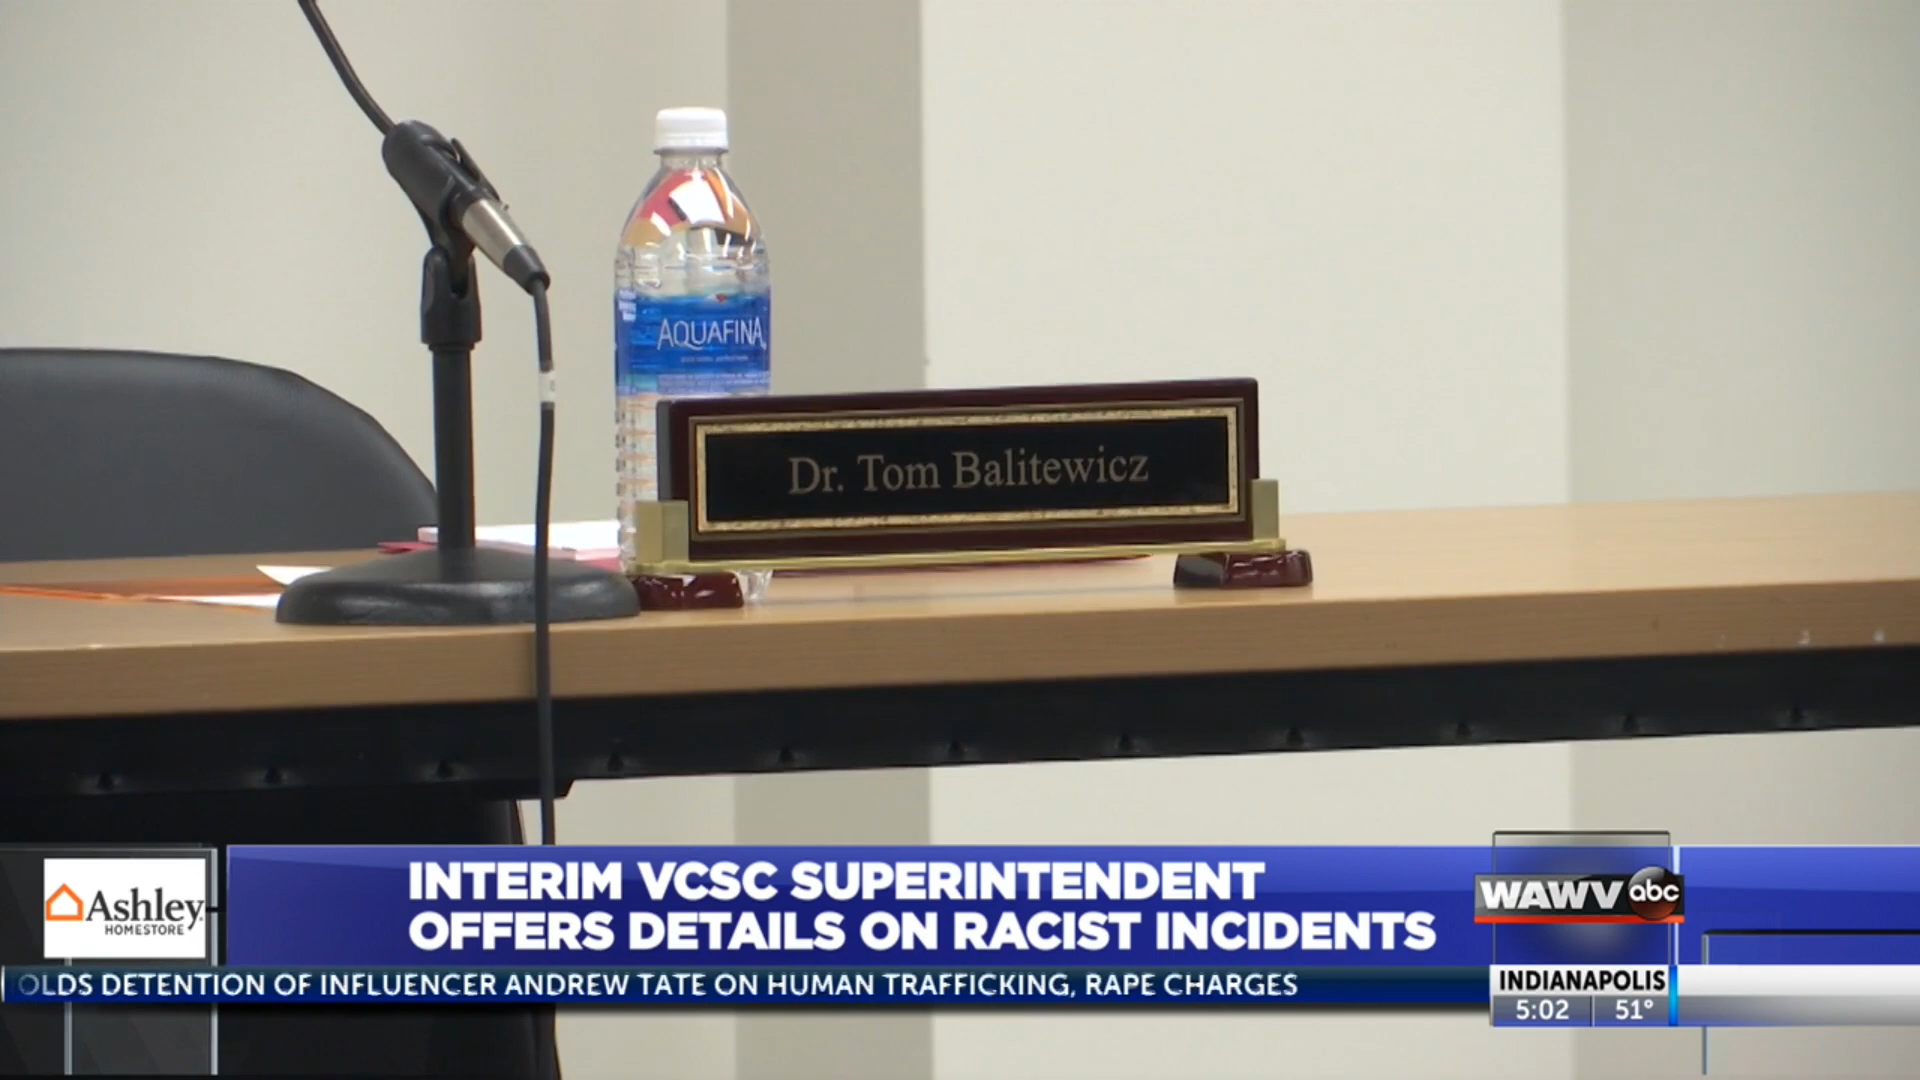 AQUAFINA
Dr. Tom Balitewicz
Ashley
HOMESTORE
INTERIM VCSC SUPERINTENDENT
OFFERS DETAILS ON RACIST INCIDENTS
WAWV abc
OLDS DETENTION OF INFLUENCER ANDREW TATE ON HUMAN TRAFFICKING, RAPE CHARGES
INDIANAPOLIS
5:02 51°